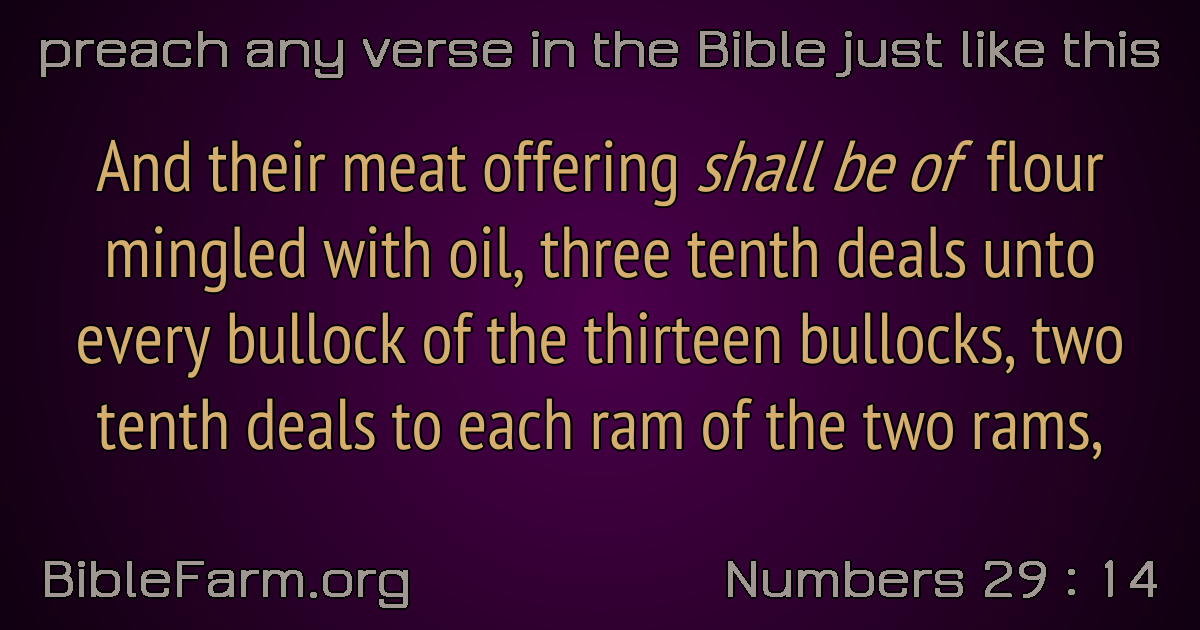 preach any verse in the Bible just like this
And their meat offering shall be of flour
mingled with oil, three tenth deals unto
every bullock of the thirteen bullocks, two
tenth deals to each ram of the two rams,
BibleFarm.org
Numbers 29 : 14